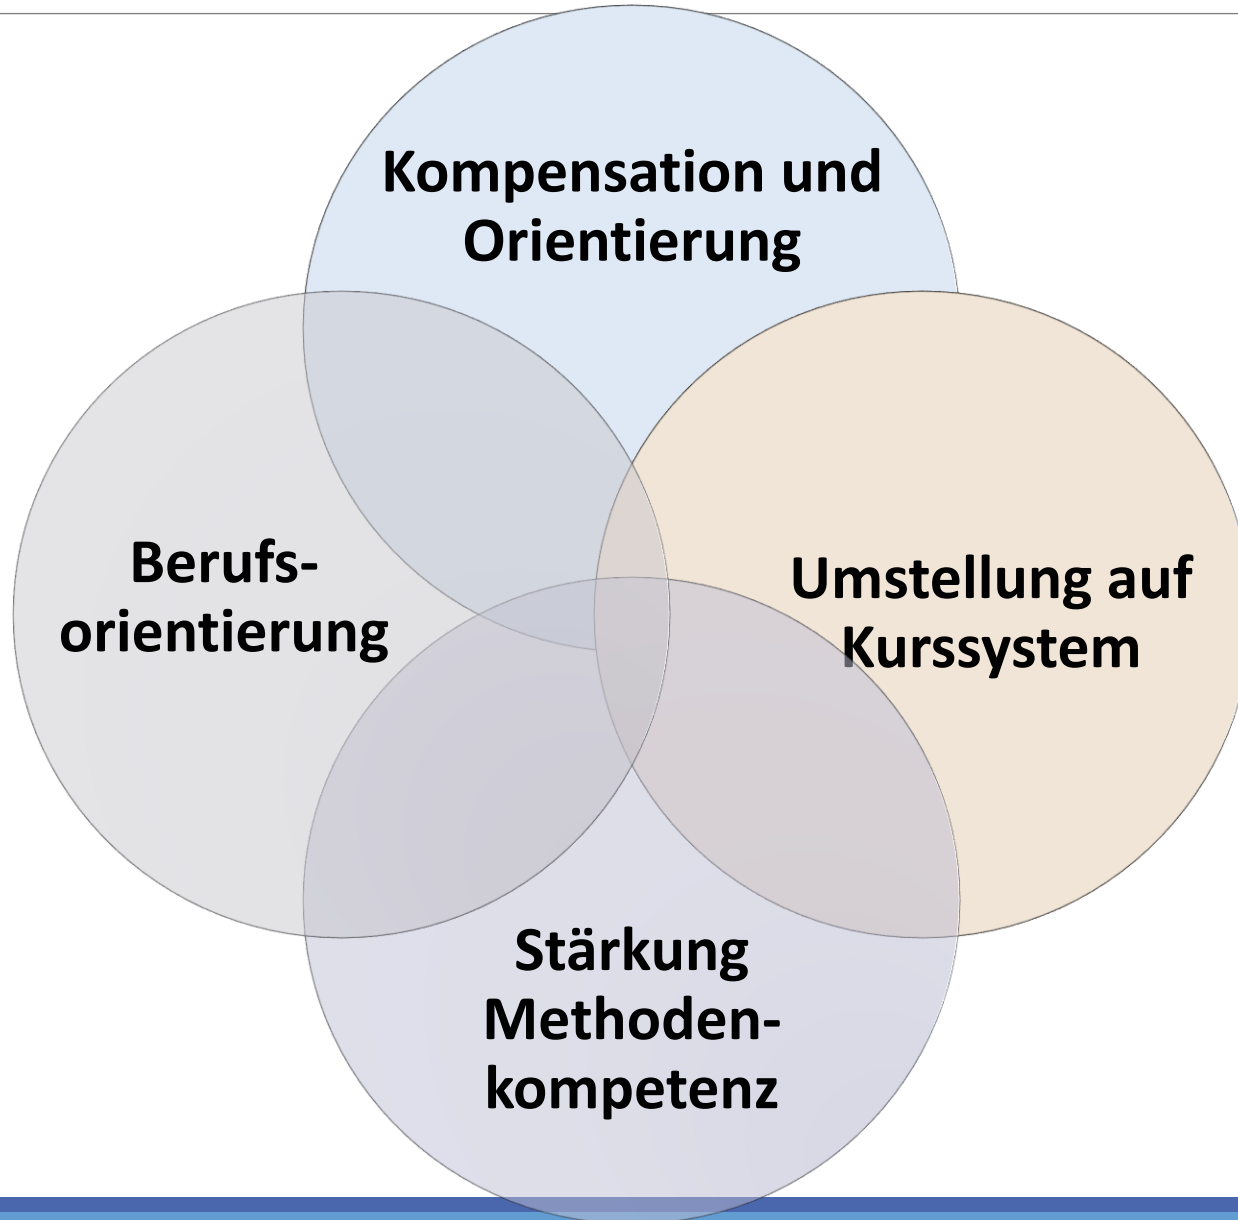 Kompensation und
Orientierung
Berufs-
orientierung
Umstellung auf
Kurssystem
Stärkung
Methoden-
kompetenz